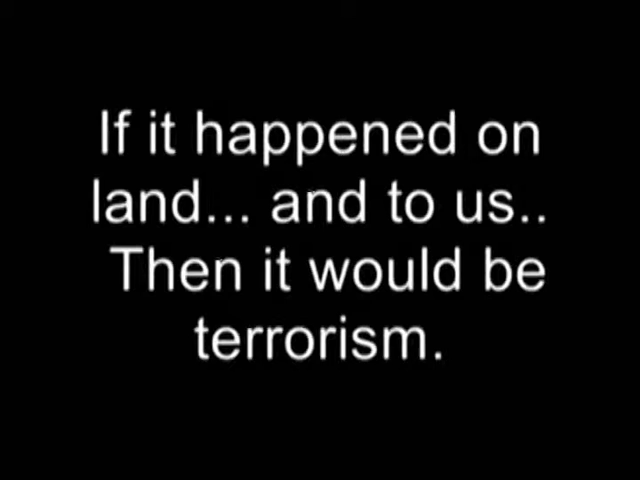 If it happened on
land... and to us..
Then it would be
terrorism.